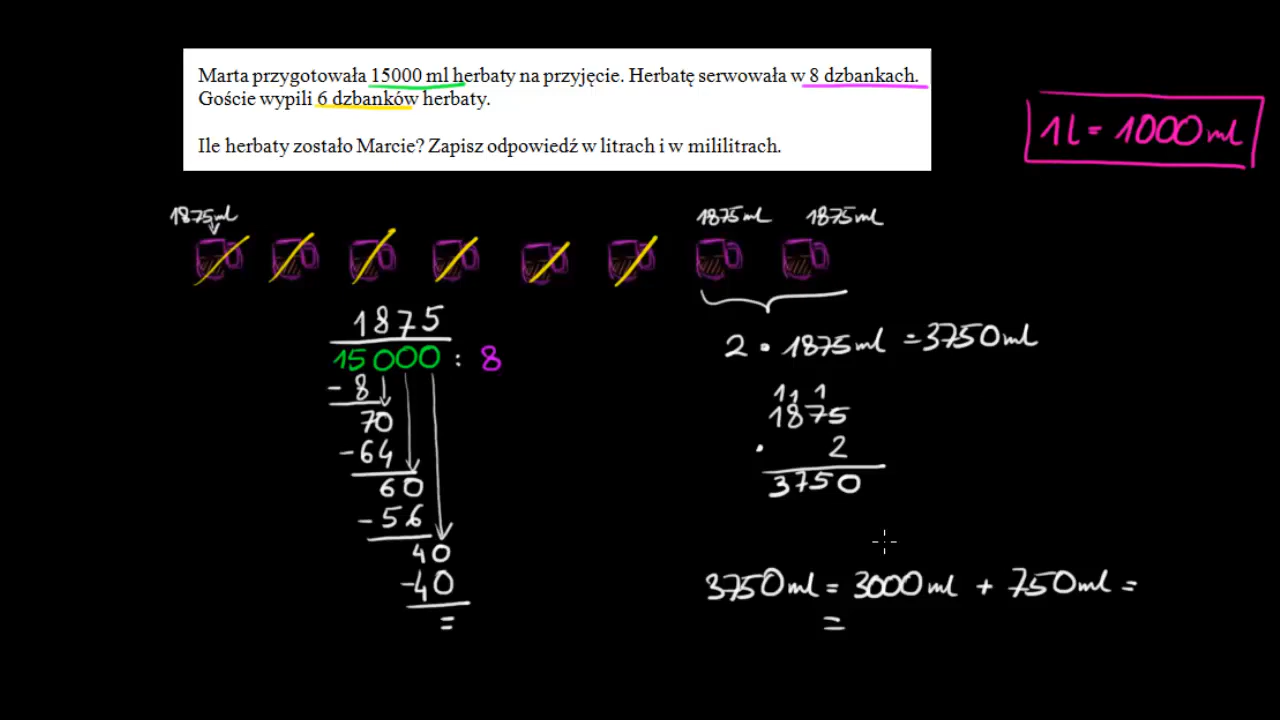 Marta przygotowała 15000 ml herbaty na przyjęcie. Herbatę serwowała w 8 dzbankach.
Goście wypili 6 dzbanków herbaty.
Ile herbaty zostało Marcie? Zapisz odpowiedź w litrach i w mililitrach.
1l = 1000ml
1875ml
1875ml 1875ml
1875
15000 : 8
- 8
70
-64
60
-56
40
-40
=
2 • 1875ml = 3750ml
1 1 1
1875
• 2
3750
3750ml = 3000ml + 750ml =
=